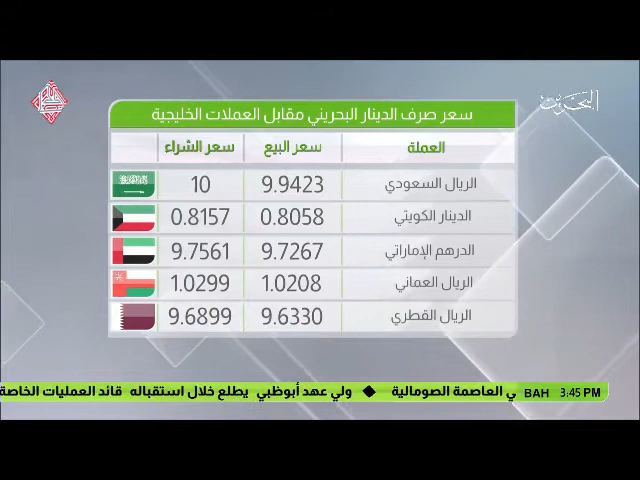 البحرين
سعر صرف الدينار البحريني مقابل العملات الخليجية
العملة سعر البيع سعر الشراء
الريال السعودي 9.9423 10
الدينار الكويتي 0.8058 0.8157
الدرهم الإماراتي 9.7267 9.7561
الريال العماني 1.0208 1.0299
الريال القطري 9.6330 9.6899
BAH 3:45 PM ي العاصمة الصومالية ◆ ولي عهد أبوظبي يطلع خلال استقباله قائد العمليات الخاصة